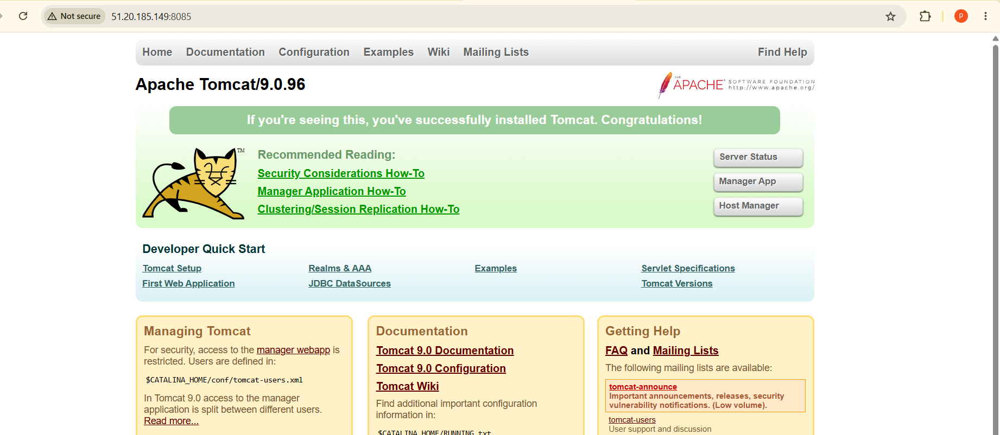 Not secure 51.20.185.149:8085
P
Home Documentation Configuration Examples Wiki Mailing Lists Find Help
Apache Tomcat/9.0.96
THE APACHE SOFTWARE FOUNDATION
http://www.apache.org/
If you're seeing this, you've successfully installed Tomcat. Congratulations!
TM
Recommended Reading:
Security Considerations How-To
Manager Application How-To
Clustering/Session Replication How-To
Server Status
Manager App
Host Manager
Developer Quick Start
Tomcat Setup
First Web Application
Realms & AAA
JDBC DataSources
Examples
Servlet Specifications
Tomcat Versions
Managing Tomcat
For security, access to the manager webapp is
restricted. Users are defined in:
$CATALINA_HOME/conf/tomcat-users.xml
In Tomcat 9.0 access to the manager
application is split between different users.
Read more...
Documentation
Tomcat 9.0 Documentation
Tomcat 9.0 Configuration
Tomcat Wiki
Find additional important configuration
information in:
$CATALINA_HOME/RUNNING.txt
Getting Help
FAQ and Mailing Lists
The following mailing lists are available:
tomcat-announce
Important announcements, releases, security
vulnerability notifications. (Low volume).
tomcat-users
User support and discussion